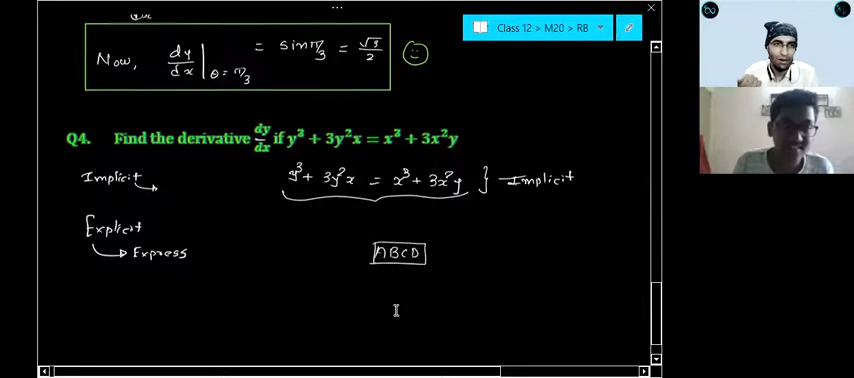 Class 12 > M20 > RB
Now, dy/dx | θ = π/3 = sin π/3 = √3/2
Q4. Find the derivative dy/dx if y³ + 3y²x = x³ + 3x²y
Implicit
y³ + 3y²x = x³ + 3x²y } Implicit
Explicit
Express
ABCD